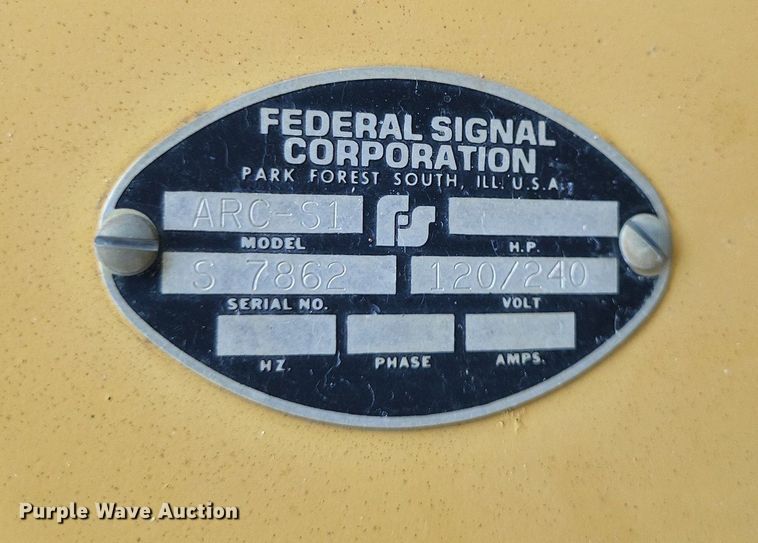 FEDERAL SIGNAL
CORPORATION
PARK FOREST SOUTH, ILL. U.S.A.
ARC-S1 FS
MODEL H.P.
S 7862 120/240
SERIAL NO. VOLT
HZ. PHASE AMPS.
Purple Wave Auction